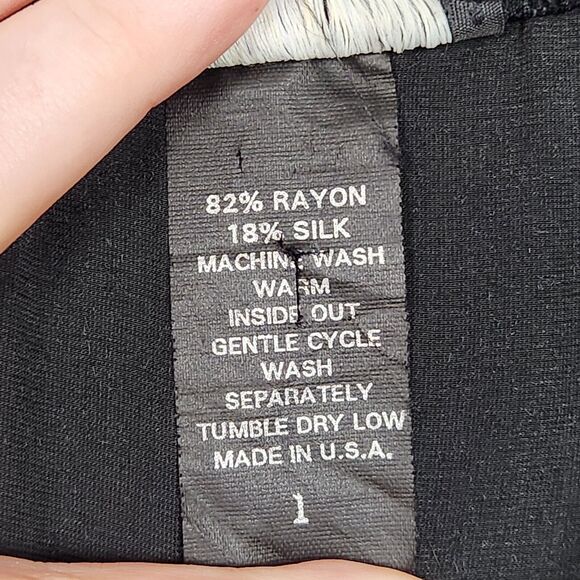 82% RAYON
18% SILK
MACHINE WASH
WARM
INSIDE OUT
GENTLE CYCLE
WASH
SEPARATELY
TUMBLE DRY LOW
MADE IN U.S.A.
1